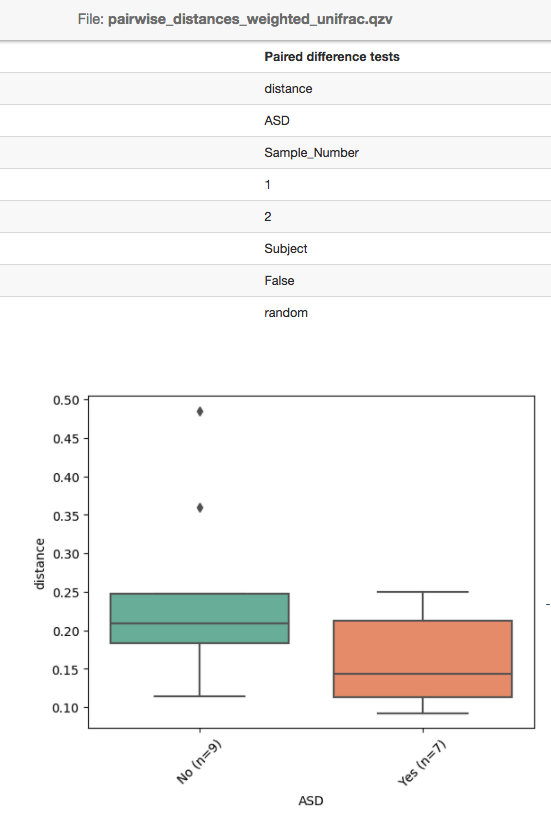 File: pairwise_distances_weighted_unifrac.qzv
Paired difference tests
distance
ASD
Sample_Number
1
2
Subject
False
random
0.50
0.45
0.40
0.35
0.30
0.25
0.20
0.15
0.10
distance
No (n=9)
Yes (n=7)
ASD